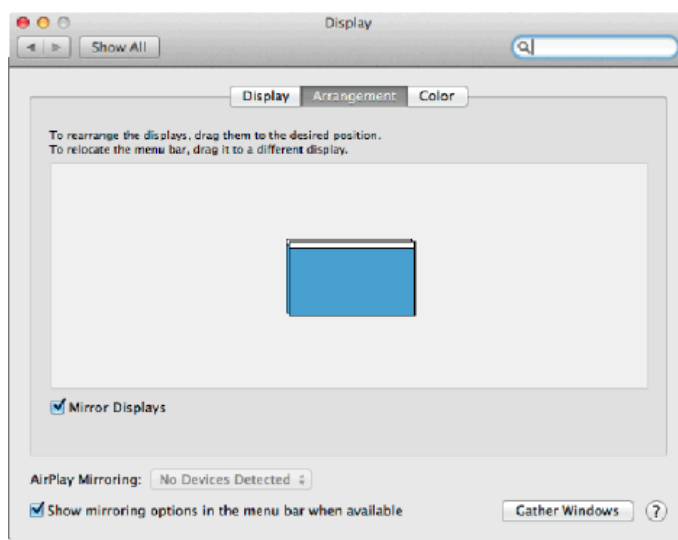 Display
Show All
Display Arrangement Color
To rearrange the displays, drag them to the desired position.
To relocate the menu bar, drag it to a different display.
Mirror Displays
AirPlay Mirroring: No Devices Detected
Show mirroring options in the menu bar when available
Gather Windows ?